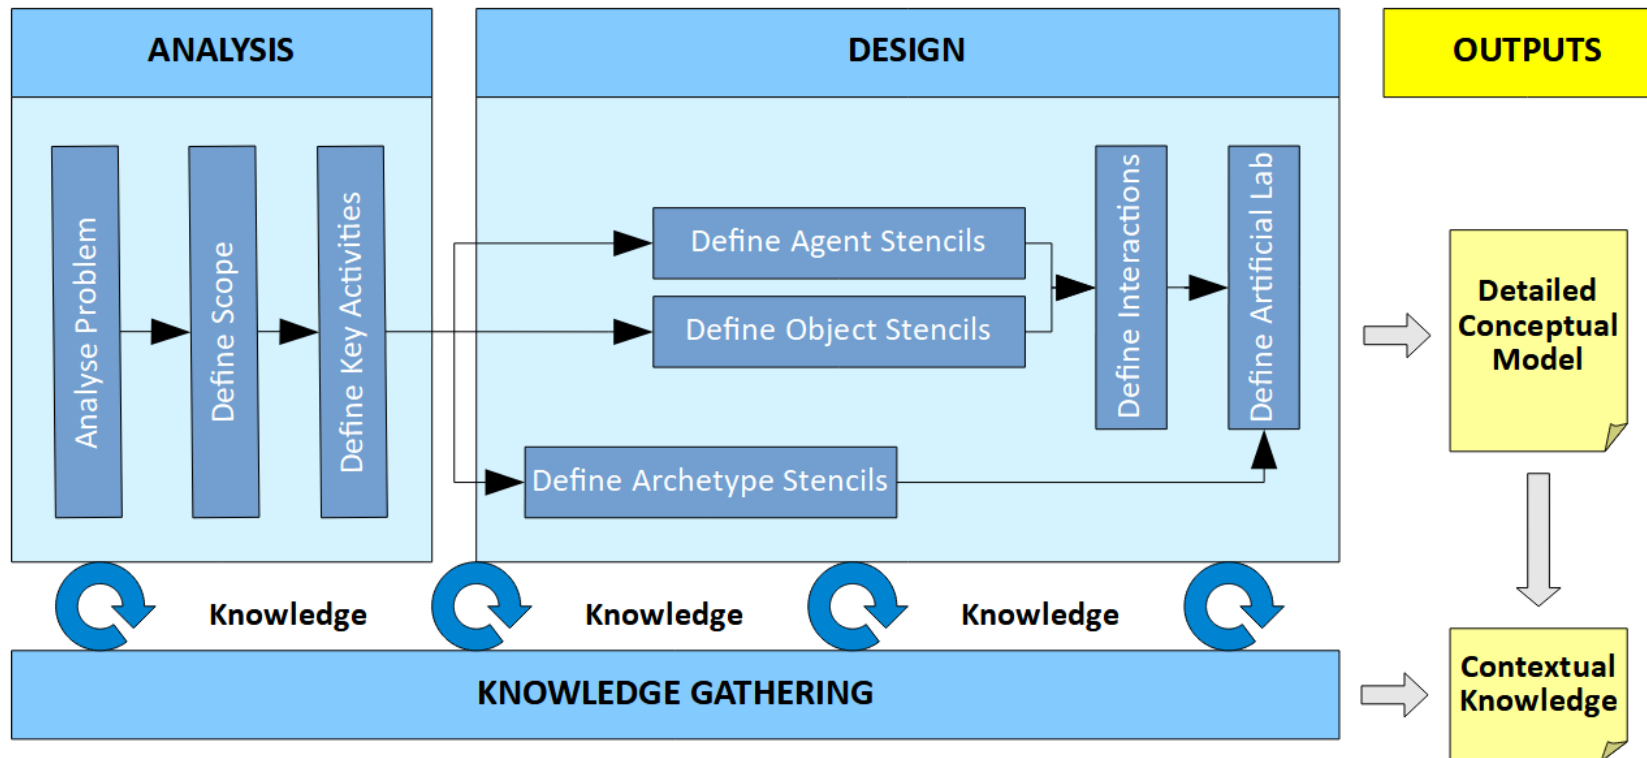 ANALYSIS
DESIGN
OUTPUTS
Analyse Problem
Define Scope
Define Key Activities
Define Agent Stencils
Define Object Stencils
Define Archetype Stencils
Define Interactions
Define Artificial Lab
Detailed
Conceptual
Model
Knowledge
Knowledge
Knowledge
KNOWLEDGE GATHERING
Contextual
Knowledge